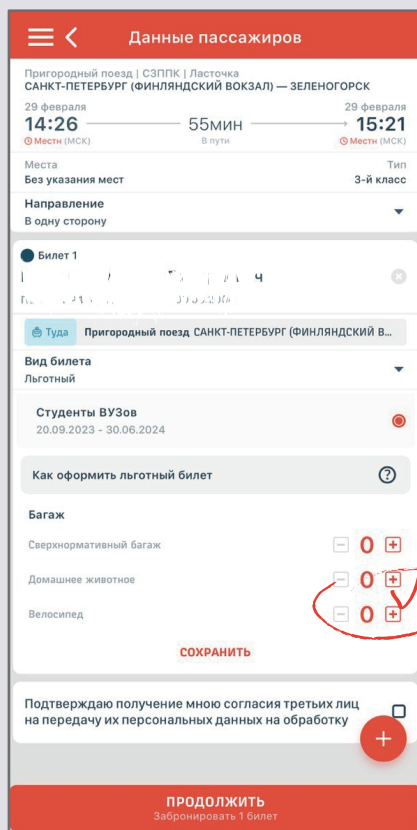 Данные пассажиров
Пригородный поезд | СЗППК | Ласточка
САНКТ-ПЕТЕРБУРГ (ФИНЛЯНДСКИЙ ВОКЗАЛ) — ЗЕЛЕНОГОРСК
29 февраля 29 февраля
14:26 55мин 15:21
Местн (МСК) В пути Местн (МСК)
Места Тип
Без указания мест 3-й класс
Направление
В одну сторону
Билет 1
Туда Пригородный поезд САНКТ-ПЕТЕРБУРГ (ФИНЛЯНДСКИЙ В...
Вид билета
Льготный
Студенты ВУЗов
20.09.2023 - 30.06.2024
Как оформить льготный билет ?
Багаж
Сверхнормативный багаж − 0 +
Домашнее животное − 0 +
Велосипед − 0 +
СОХРАНИТЬ
Подтверждаю получение мною согласия третьих лиц
на передачу их персональных данных на обработку
+
ПРОДОЛЖИТЬ
Забронировать 1 билет